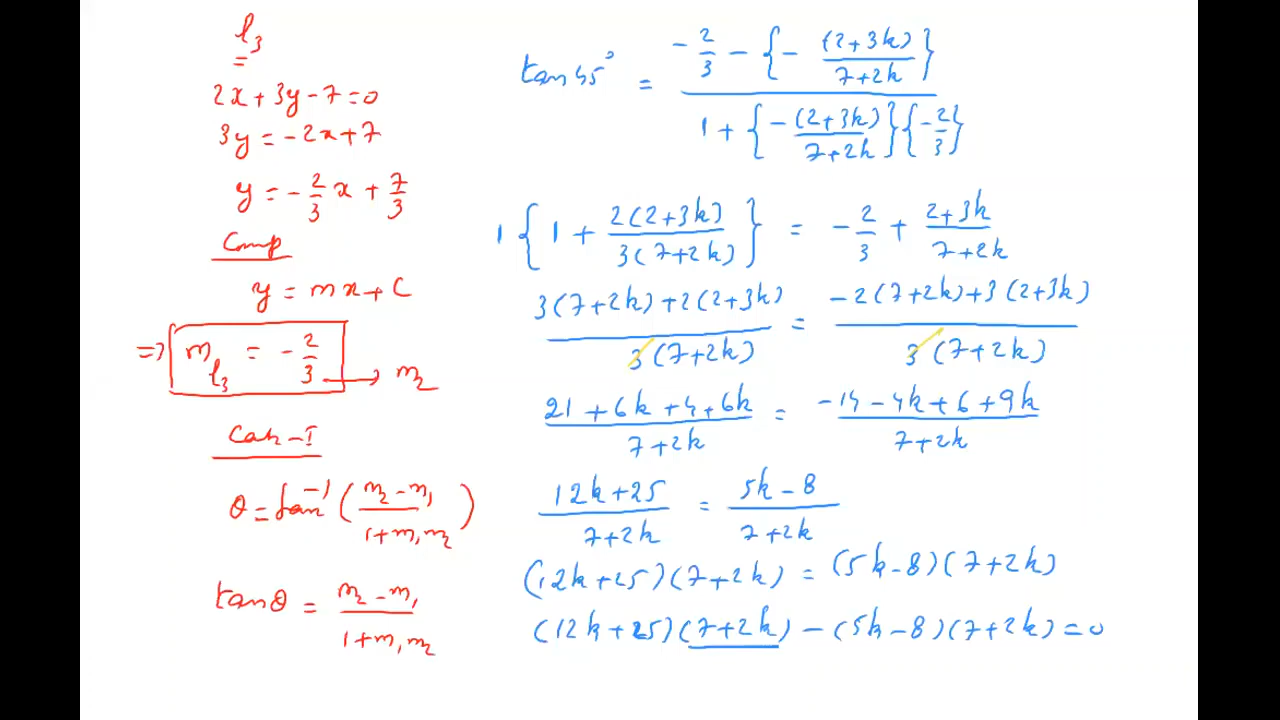 l₃
=
2x + 3y - 7 = 0
3y = -2x + 7
y = -2/3 x + 7/3
Comp
y = mx + C
=> m_l₃ = -2/3 → m₂
Case - I
θ = tan⁻¹ ( (m₂ - m₁) / (1 + m₁m₂) )
tanθ = (m₂ - m₁) / (1 + m₁m₂)
tan45° = ( -2/3 - { - (2+3k)/(7+2k) } ) / ( 1 + { -(2+3k)/(7+2k) } { -2/3 } )
1 { 1 + 2(2+3k) / 3(7+2k) } = -2/3 + (2+3k)/(7+2k)
( 3(7+2k) + 2(2+3k) ) / 3(7+2k) = ( -2(7+2k) + 3(2+3k) ) / 3(7+2k)
(21 + 6k + 4 + 6k) / (7+2k) = (-14 - 4k + 6 + 9k) / (7+2k)
(12k + 25) / (7+2k) = (5k - 8) / (7+2k)
(12k + 25)(7+2k) = (5k - 8)(7+2k)
(12k + 25)(7+2k) - (5k - 8)(7+2k) = 0